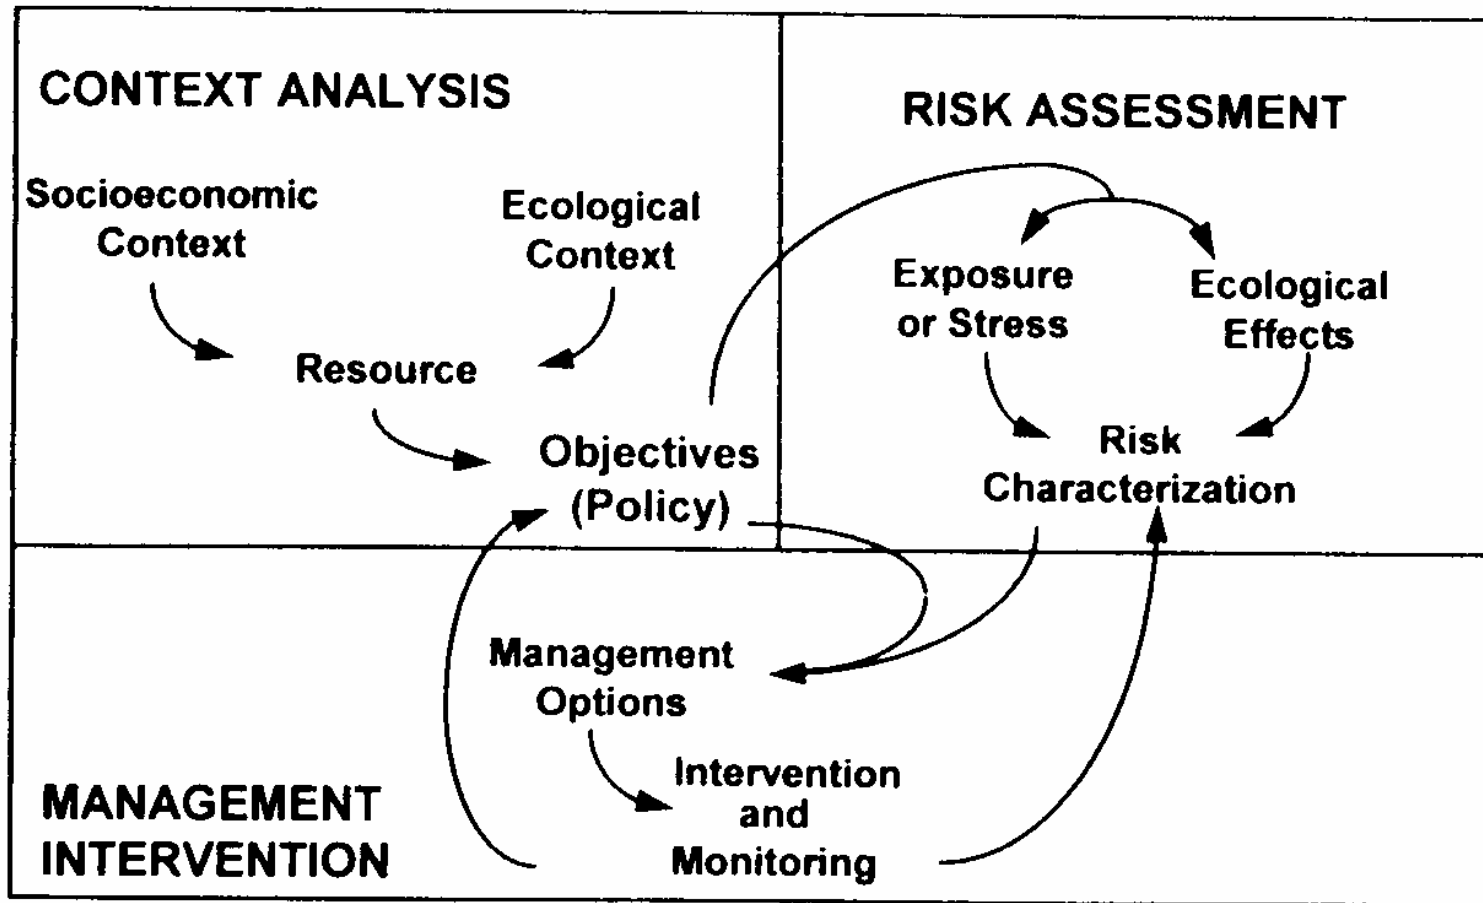 CONTEXT ANALYSIS
Socioeconomic
Context
Ecological
Context
Resource
Objectives
(Policy)
RISK ASSESSMENT
Exposure
or Stress
Ecological
Effects
Risk
Characterization
Management
Options
Intervention
and
Monitoring
MANAGEMENT
INTERVENTION